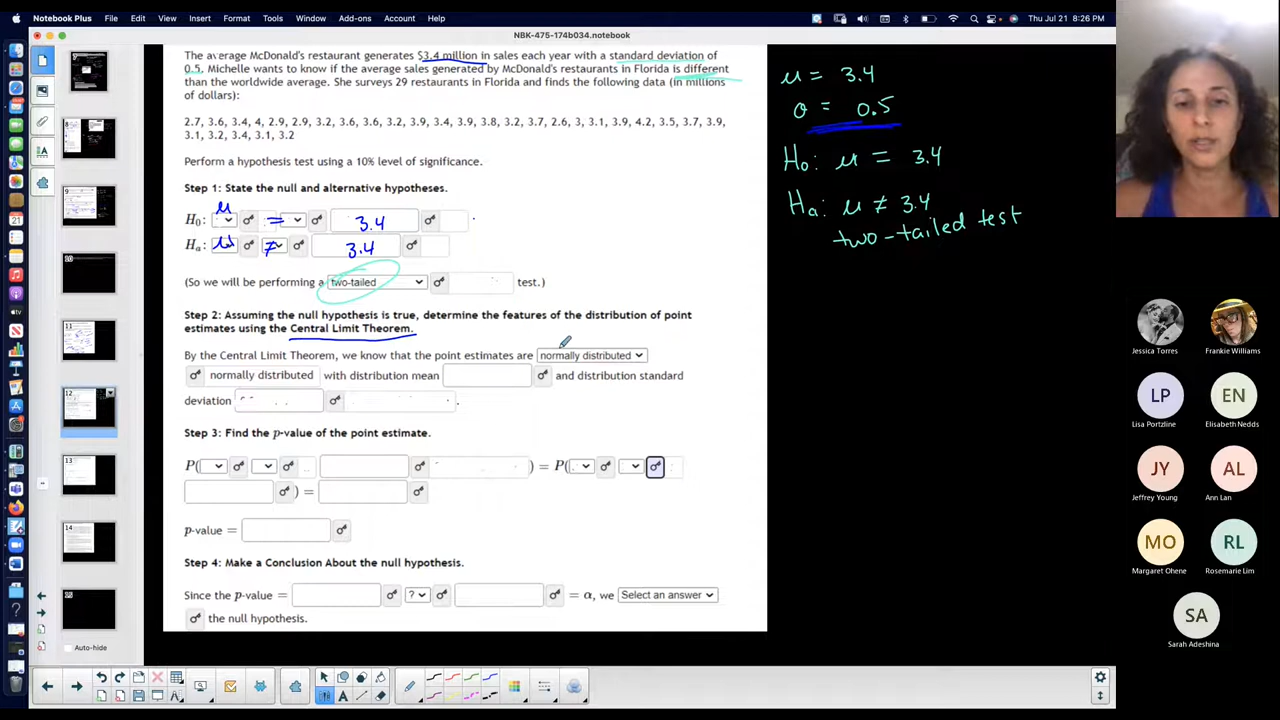 Notebook Plus File Edit View Insert Format Tools Window Add-ons Account Help Thu Jul 21 8:26 PM
NBK-475-174b034.notebook
The average McDonald's restaurant generates $3.4 million in sales each year with a standard deviation of
0.5. Michelle wants to know if the average sales generated by McDonald's restaurants in Florida is different
than the worldwide average. She surveys 29 restaurants in Florida and finds the following data (in millions
of dollars):
2.7, 3.6, 3.4, 4, 2.9, 2.9, 3.2, 3.6, 3.6, 3.2, 3.9, 3.4, 3.9, 3.8, 3.2, 3.7, 2.6, 3, 3.1, 3.9, 4.2, 3.5, 3.7, 3.9,
3.1, 3.2, 3.4, 3.1, 3.2
Perform a hypothesis test using a 10% level of significance.
Step 1: State the null and alternative hypotheses.
H₀: μ = 3.4
Hₐ: μ ≠ 3.4
(So we will be performing a two-tailed test.)
Step 2: Assuming the null hypothesis is true, determine the features of the distribution of point
estimates using the Central Limit Theorem.
By the Central Limit Theorem, we know that the point estimates are normally distributed
normally distributed with distribution mean and distribution standard
deviation .
Step 3: Find the p-value of the point estimate.
P( ) = P(
) =
p-value =
Step 4: Make a Conclusion About the null hypothesis.
Since the p-value = ? = α, we Select an answer
the null hypothesis.
μ = 3.4
σ = 0.5
H₀: μ = 3.4
Hₐ: μ ≠ 3.4
two-tailed test
Jessica Torres
Frankie Williams
LP
Lisa Portzline
EN
Elisabeth Nedds
JY
Jeffrey Young
AL
Ann Lan
MO
Margaret Ohene
RL
Rosemarie Lim
SA
Sarah Adeshina
8
9
10
11
12
13
14
Auto-hide